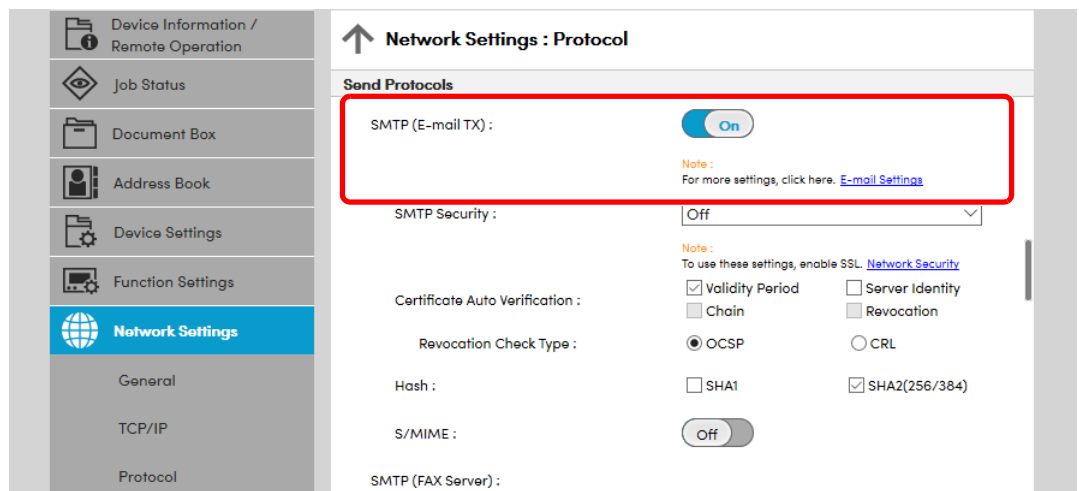 Device Information /
Remote Operation
Job Status
Document Box
Address Book
Device Settings
Function Settings
Network Settings
General
TCP/IP
Protocol
Network Settings : Protocol
Send Protocols
SMTP (E-mail TX) :
On
Note :
For more settings, click here. E-mail Settings
SMTP Security :
Off
Note :
To use these settings, enable SSL. Network Security
Certificate Auto Verification :
Validity Period
Server Identity
Chain
Revocation
Revocation Check Type :
OCSP
CRL
Hash :
SHA1
SHA2(256/384)
S/MIME :
Off
SMTP (FAX Server) :